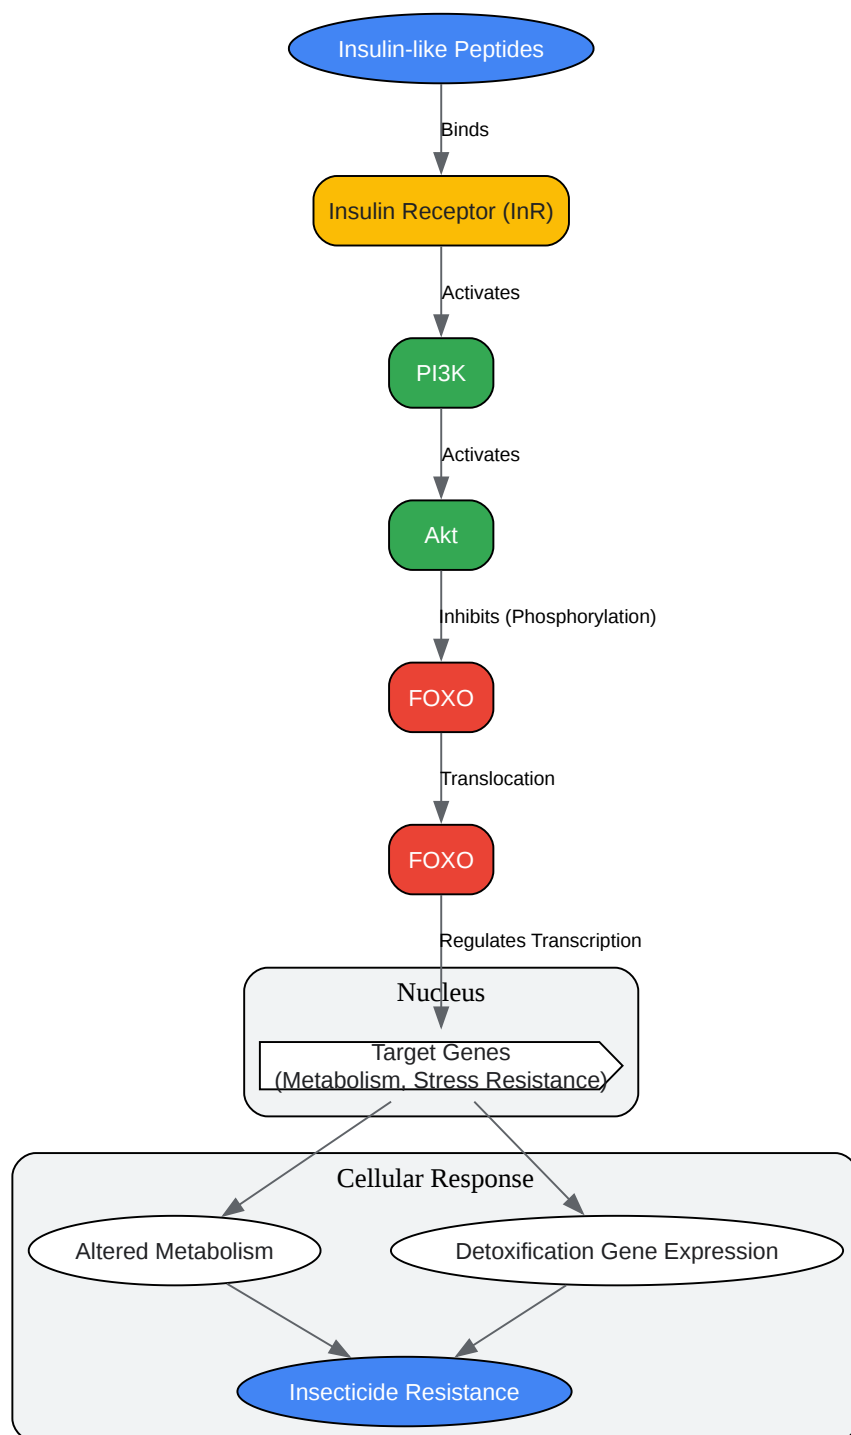 Insulin-like Peptides
Binds
Insulin Receptor (InR)
Activates
PI3K
Activates
Akt
Inhibits (Phosphorylation)
FOXO
Translocation
FOXO
Regulates Transcription
Nucleus
Target Genes
(Metabolism, Stress Resistance)
Cellular Response
Altered Metabolism
Detoxification Gene Expression
Insecticide Resistance